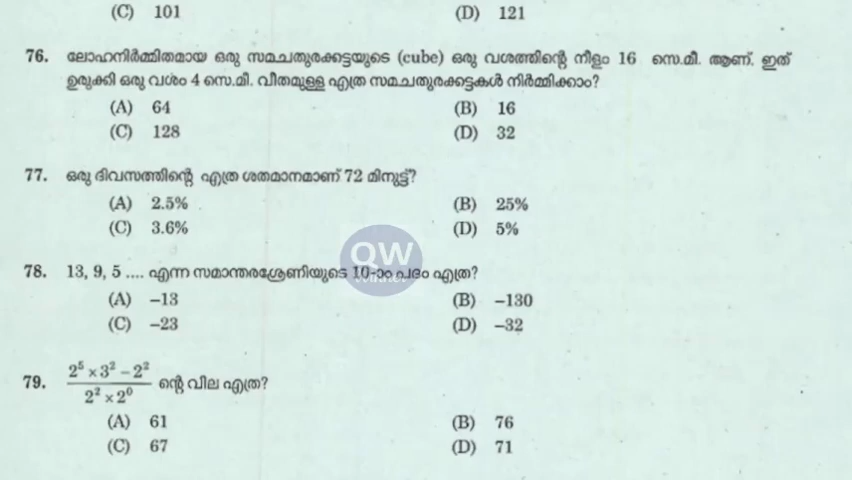 (C) 101 (D) 121
76. ലോഹനിർമ്മിതമായ ഒരു സമചതുരക്കട്ടയുടെ (cube) ഒരു വശത്തിന്റെ നീളം 16 സെ.മീ. ആണ്. ഇത്
ഉരുക്കി ഒരു വശം 4 സെ.മീ. വീതമുള്ള എത്ര സമചതുരക്കട്ടകൾ നിർമ്മിക്കാം?
(A) 64 (B) 16
(C) 128 (D) 32
77. ഒരു ദിവസത്തിന്റെ എത്ര ശതമാനമാണ് 72 മിനുട്ട്?
(A) 2.5% (B) 25%
(C) 3.6% (D) 5%
QW
Winner
78. 13, 9, 5 .... എന്ന സമാന്തരശ്രേണിയുടെ 10-ാം പദം എത്ര?
(A) –13 (B) –130
(C) –23 (D) –32
79. 2⁵ × 3² – 2² / 2² × 2⁰ ന്റെ വില എത്ര?
(A) 61 (B) 76
(C) 67 (D) 71